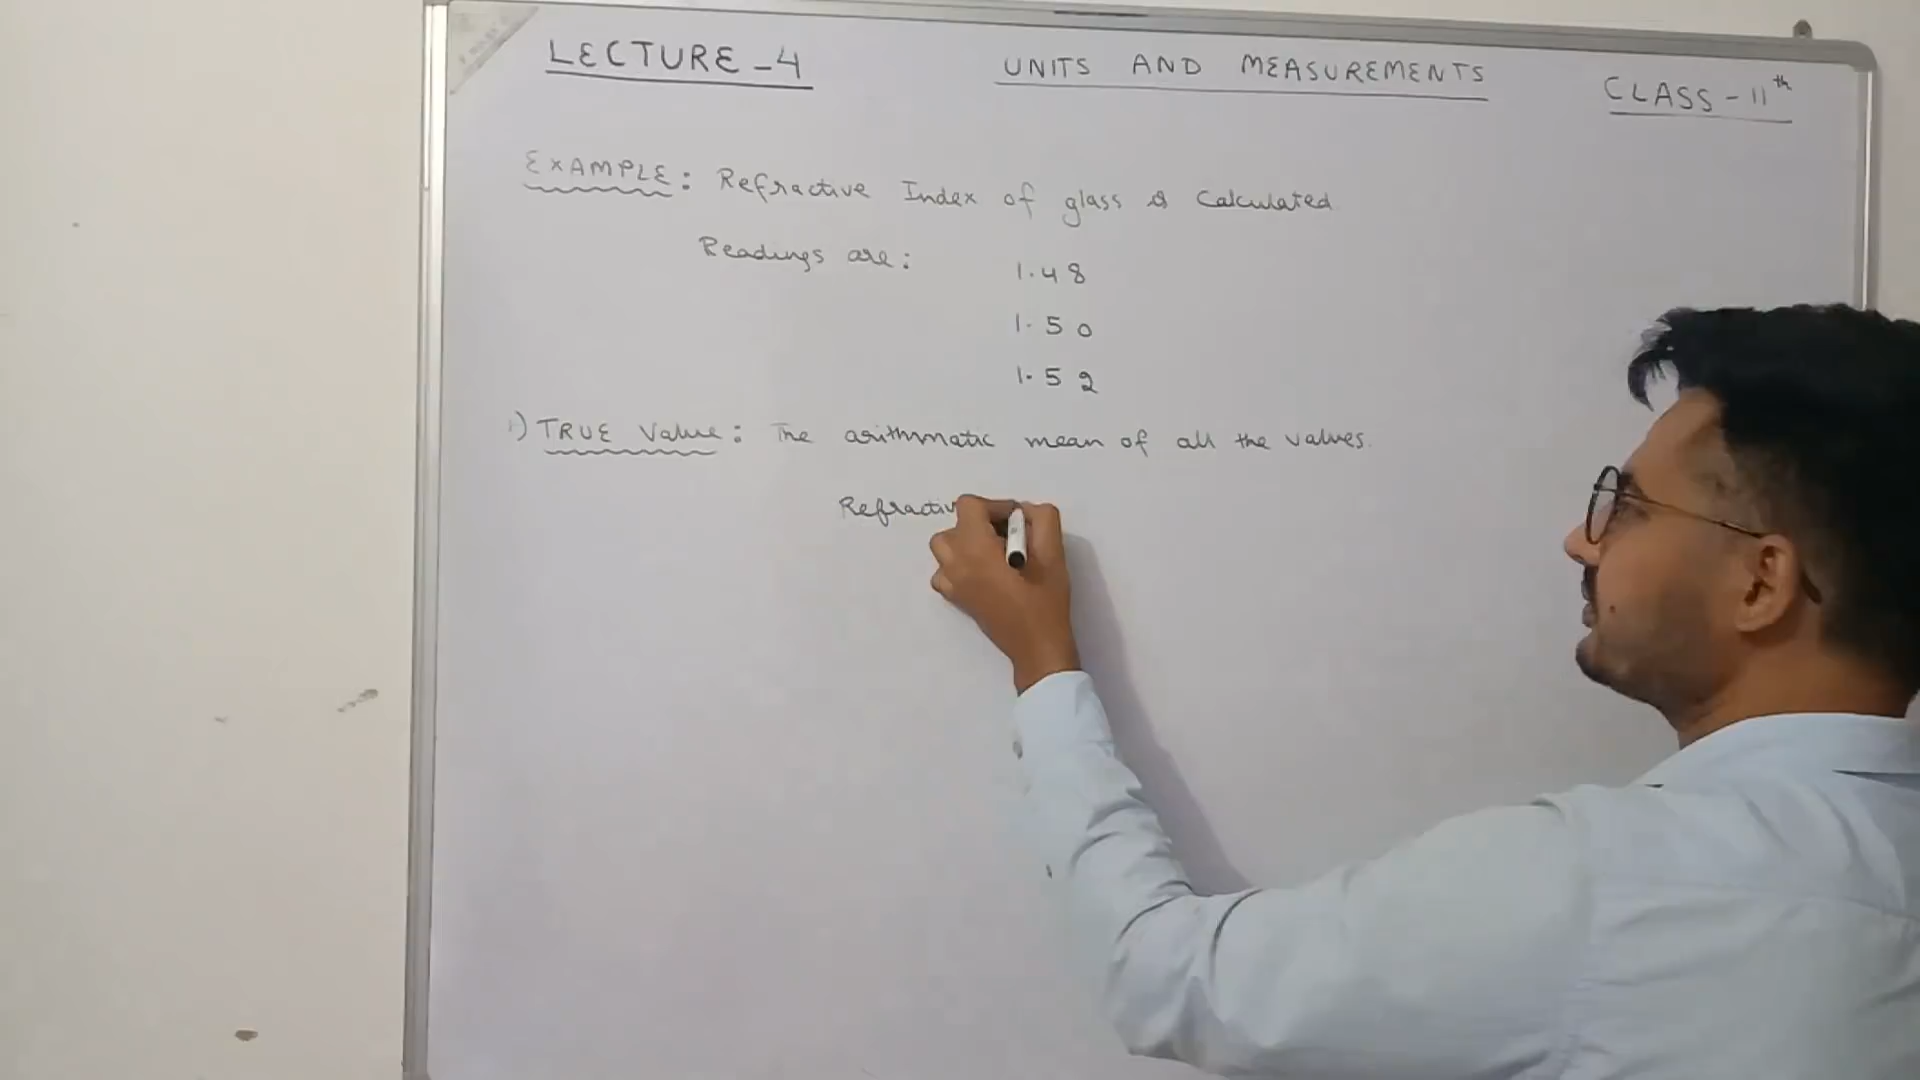 LECTURE-4
UNITS AND MEASUREMENTS
CLASS-11th
EXAMPLE: Refractive Index of glass is Calculated
Readings are: 1.48
1.50
1.52
1) TRUE Value: The arithmatic mean of all the values.
Refractiv